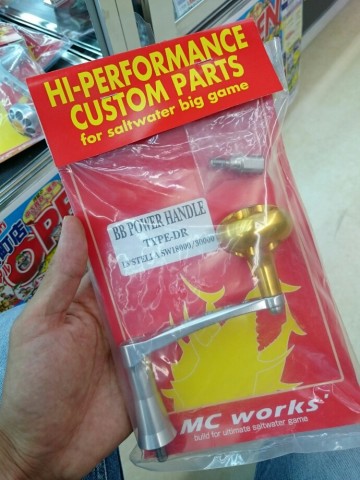 HI-PERFORMANCE
CUSTOM PARTS
for saltwater big game
BB POWER HANDLE
TYPE-DR
MC works'
build for ultimate saltwater game
OPEN